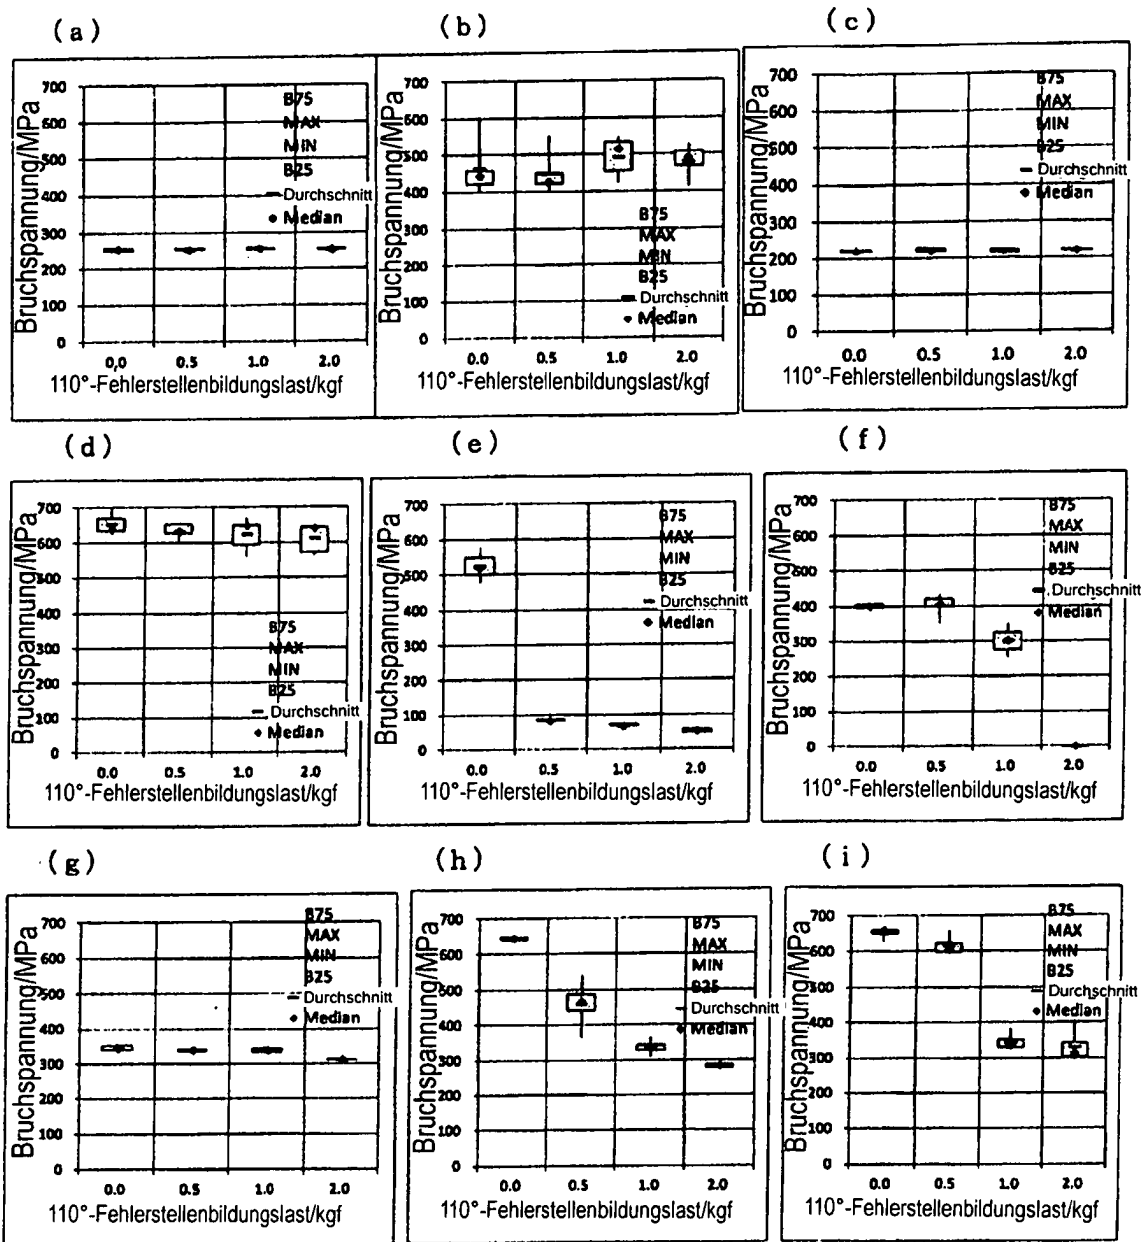 (a)
Bruchspannung/MPa
700
600
500
400
300
200
100
0
B75
MAX
MIN
B25
Durchschnitt
Median
0,0 0.5 1.0 2.0
110°-Fehlerstellenbildungslast/kgf
(b)
Bruchspannung/MPa
700
600
500
400
300
200
100
0
B75
MAX
MIN
B25
Durchschnitt
Median
0.0 0.5 1.0 2.0
110°-Fehlerstellenbildungslast/kgf
(c)
Bruchspannung/MPa
700
600
500
400
300
200
100
0
B75
MAX
MIN
B25
Durchschnitt
Median
0.0 0.5 1.0 2.0
110°-Fehlerstellenbildungslast/kgf
(d)
Bruchspannung/MPa
700
600
500
400
300
200
100
0
B75
MAX
MIN
B25
Durchschnitt
Median
0.0 0.5 1.0 2.0
110°-Fehlerstellenbildungslast/kgf
(e)
Bruchspannung/MPa
700
600
500
400
300
200
100
0
B75
MAX
MIN
B25
Durchschnitt
Median
0.0 0.5 1.0 2.0
110°-Fehlerstellenbildungslast/kgf
(f)
Bruchspannung/MPa
700
600
500
400
300
200
100
0
B75
MAX
MIN
B25
Durchschnitt
Median
0.0 0.5 1.0 2.0
110°-Fehlerstellenbildungslast/kgf
(g)
Bruchspannung/MPa
700
600
500
400
300
200
100
0
B75
MAX
MIN
B25
Durchschnitt
Median
0.0 0.5 1.0 2.0
110°-Fehlerstellenbildungslast/kgf
(h)
Bruchspannung/MPa
700
600
500
400
300
200
100
0
B75
MAX
MIN
B25
Durchschnitt
Median
0.0 0.5 1.0 2.0
110°-Fehlerstellenbildungslast/kgf
(i)
Bruchspannung/MPa
700
600
500
400
300
200
100
0
B75
MAX
MIN
B25
Durchschnitt
Median
0.0 0.5 1.0 2.0
110°-Fehlerstellenbildungslast/kgf